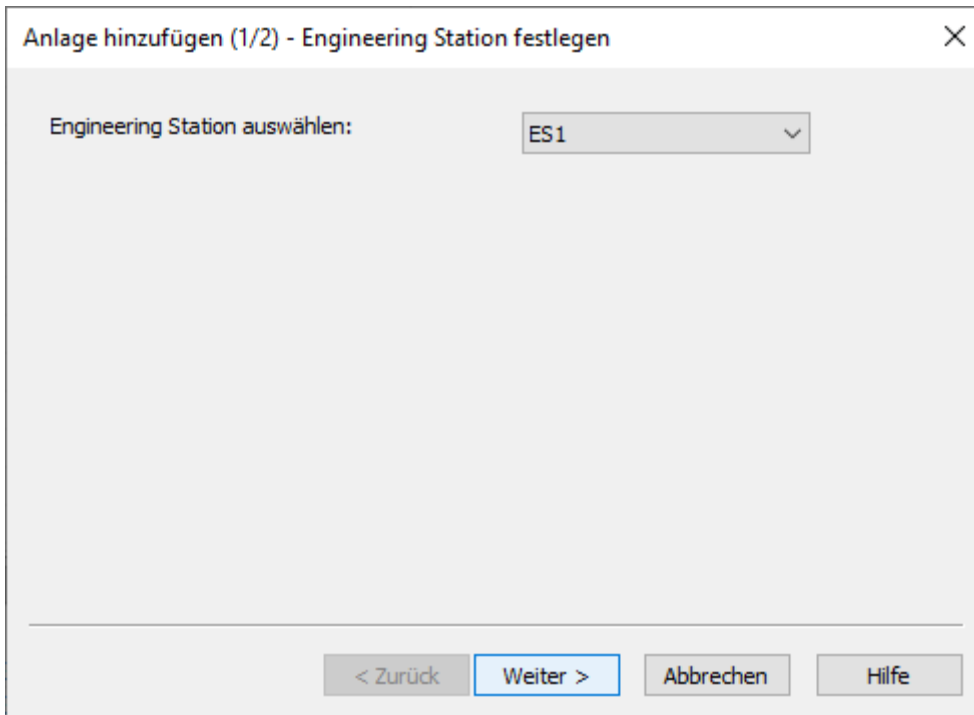 Anlage hinzufügen (1/2) - Engineering Station festlegen
Engineering Station auswählen: ES1
< Zurück Weiter > Abbrechen Hilfe